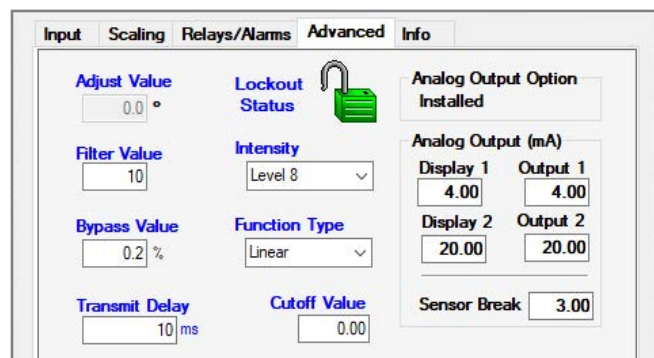 Input Scaling Relays/Alarms Advanced Info
Adjust Value
0.0 °
Lockout
Status
Analog Output Option
Installed
Filter Value
10
Intensity
Level 8
Analog Output (mA)
Display 1 Output 1
4.00 4.00
Bypass Value
0.2 %
Function Type
Linear
Display 2 Output 2
20.00 20.00
Transmit Delay
10 ms
Cutoff Value
0.00
Sensor Break 3.00